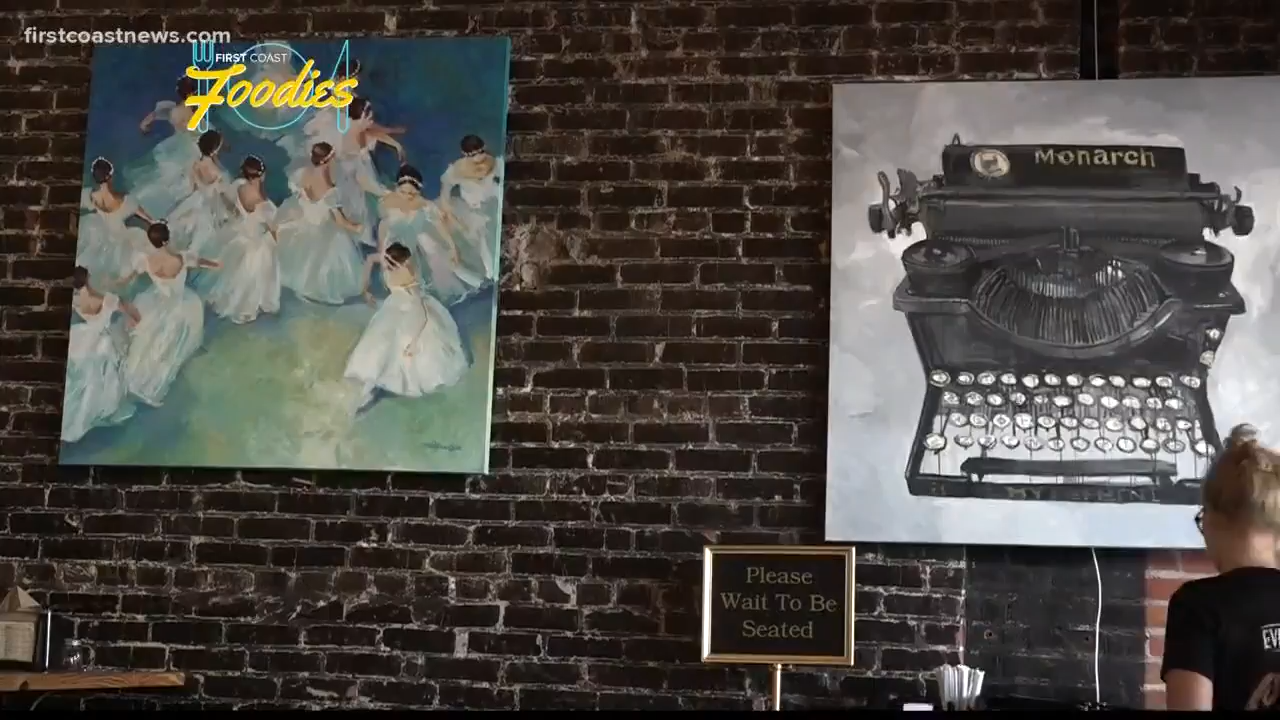 firstcoastnews.com
FIRST COAST
Foodies
Monarch
Please
Wait To Be
Seated